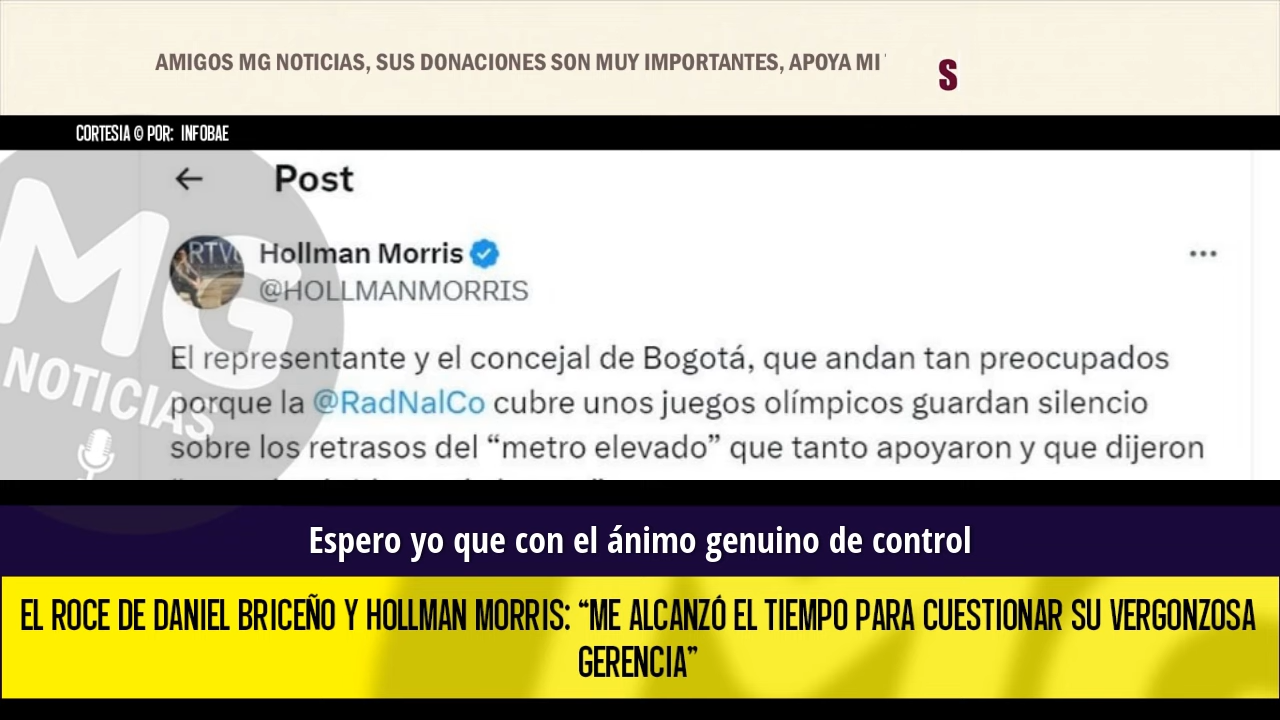 AMIGOS MG NOTICIAS, SUS DONACIONES SON MUY IMPORTANTES, APOYA MI
S
CORTESIA © POR: INFOBAE
Post
RTVC
Hollman Morris
@HOLLMANMORRIS
El representante y el concejal de Bogotá, que andan tan preocupados
porque la @RadNalCo cubre unos juegos olímpicos guardan silencio
sobre los retrasos del “metro elevado” que tanto apoyaron y que dijeron
MG
NOTICIAS
Espero yo que con el ánimo genuino de control
EL ROCE DE DANIEL BRICEÑO Y HOLLMAN MORRIS: “ME ALCANZÓ EL TIEMPO PARA CUESTIONAR SU VERGONZOSA
GERENCIA”